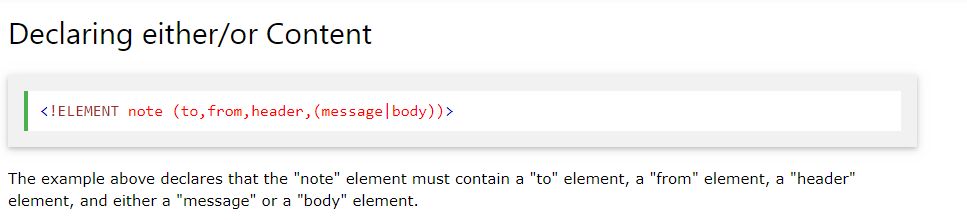 Declaring either/or Content
<!ELEMENT note (to,from,header,(message|body))>
The example above declares that the "note" element must contain a "to" element, a "from" element, a "header"
element, and either a "message" or a "body" element.